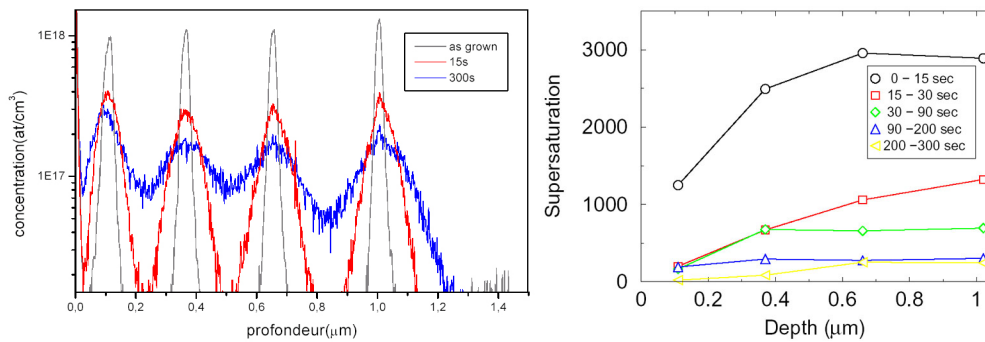 1E18
1E17
concentration(at/cm³)
as grown
15s
300s
0,0 0,2 0,4 0,6 0,8 1,0 1,2 1,4
profondeur(µm)
3000
2000
1000
0
Supersaturation
0 – 15 sec
15 – 30 sec
30 – 90 sec
90 –200 sec
200 –300 sec
0 0.2 0.4 0.6 0.8 1
Depth (µm)